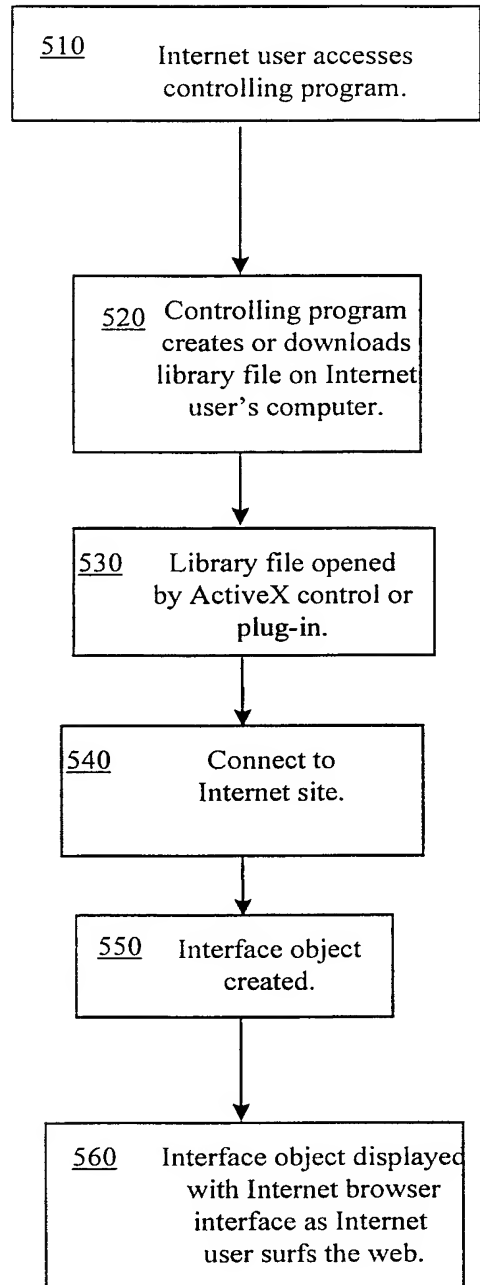 510 Internet user accesses
controlling program.
520 Controlling program
creates or downloads
library file on Internet
user's computer.
530 Library file opened
by ActiveX control or
plug-in.
540 Connect to
Internet site.
550 Interface object
created.
560 Interface object displayed
with Internet browser
interface as Internet
user surfs the web.